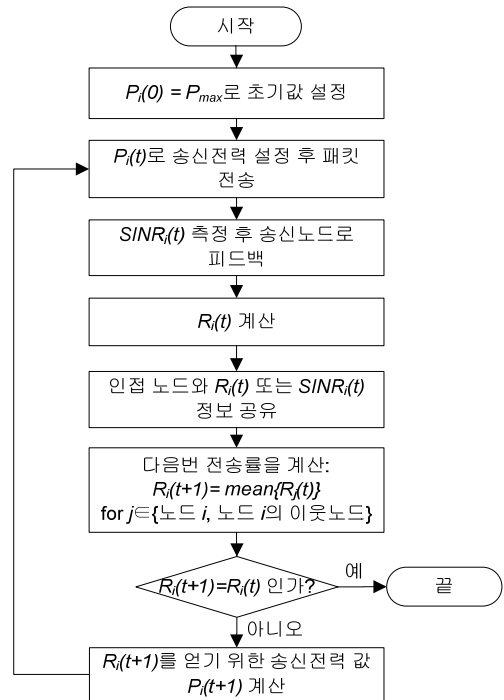 시작
Pi(0) = Pmax로 초기값 설정
Pi(t)로 송신전력 설정 후 패킷
전송
SINRi(t) 측정 후 송신노드로
피드백
Ri(t) 계산
인접 노드와 Ri(t) 또는 SINRi(t)
정보 공유
다음번 전송률을 계산:
Ri(t+1)= mean{Rj(t)}
for j∈{노드 i, 노드 i의 이웃노드}
Ri(t+1)=Ri(t) 인가?
예
끝
아니오
Ri(t+1)를 얻기 위한 송신전력 값
Pi(t+1) 계산